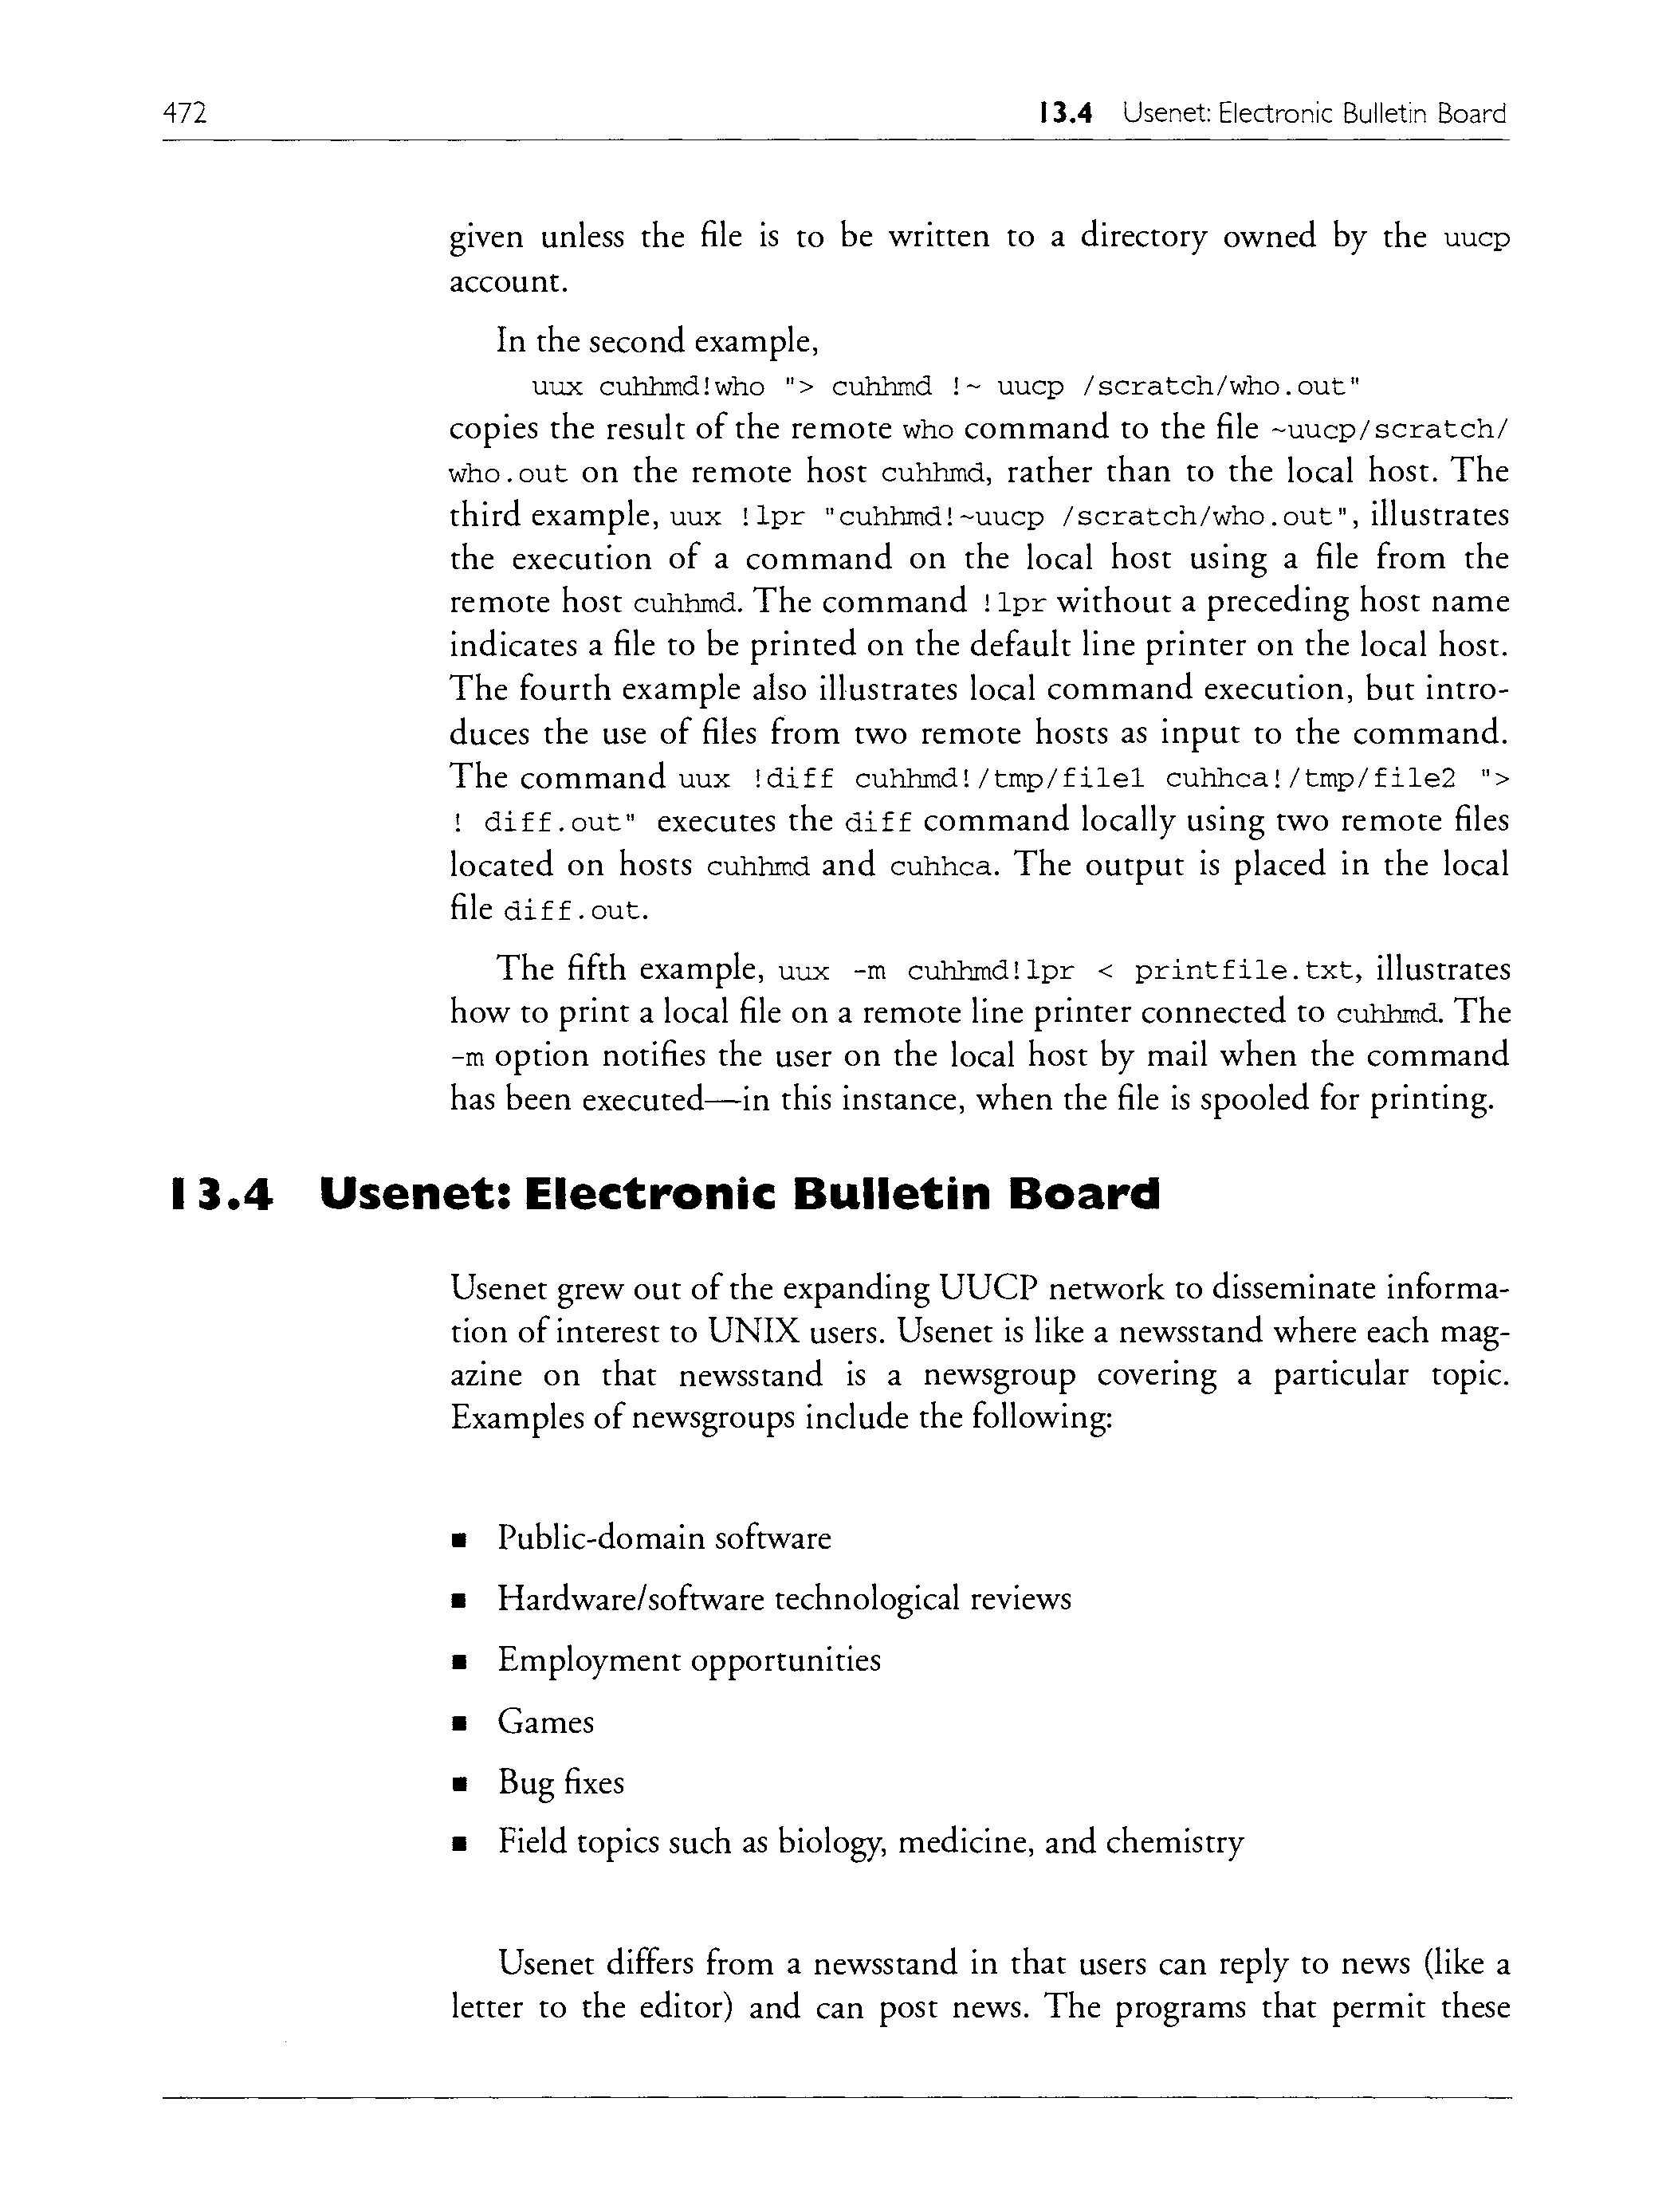 472
13.4 Usenet: Electronic Bulletin Board
given unless the file is to be written to a directory owned by the uucp
account.
In the second example,
uux cuhhmd!who "> cuhhmd !~ uucp /scratch/who.out"
copies the result of the remote who command to the file ~uucp/scratch/
who.out on the remote host cuhhmd, rather than to the local host. The
third example, uux !lpr "cuhhmd!~uucp /scratch/who.out", illustrates
the execution of a command on the local host using a file from the
remote host cuhhmd. The command !lpr without a preceding host name
indicates a file to be printed on the default line printer on the local host.
The fourth example also illustrates local command execution, but intro-
duces the use of files from two remote hosts as input to the command.
The command uux !diff cuhhmd!/tmp/file1 cuhhca!/tmp/file2 ">
! diff.out" executes the diff command locally using two remote files
located on hosts cuhhmd and cuhhca. The output is placed in the local
file diff.out.
The fifth example, uux -m cuhhmd!lpr < printfile.txt, illustrates
how to print a local file on a remote line printer connected to cuhhmd. The
-m option notifies the user on the local host by mail when the command
has been executed—in this instance, when the file is spooled for printing.
13.4 Usenet: Electronic Bulletin Board
Usenet grew out of the expanding UUCP network to disseminate informa-
tion of interest to UNIX users. Usenet is like a newsstand where each mag-
azine on that newsstand is a newsgroup covering a particular topic.
Examples of newsgroups include the following:
■ Public-domain software
■ Hardware/software technological reviews
■ Employment opportunities
■ Games
■ Bug fixes
■ Field topics such as biology, medicine, and chemistry
Usenet differs from a newsstand in that users can reply to news (like a
letter to the editor) and can post news. The programs that permit these